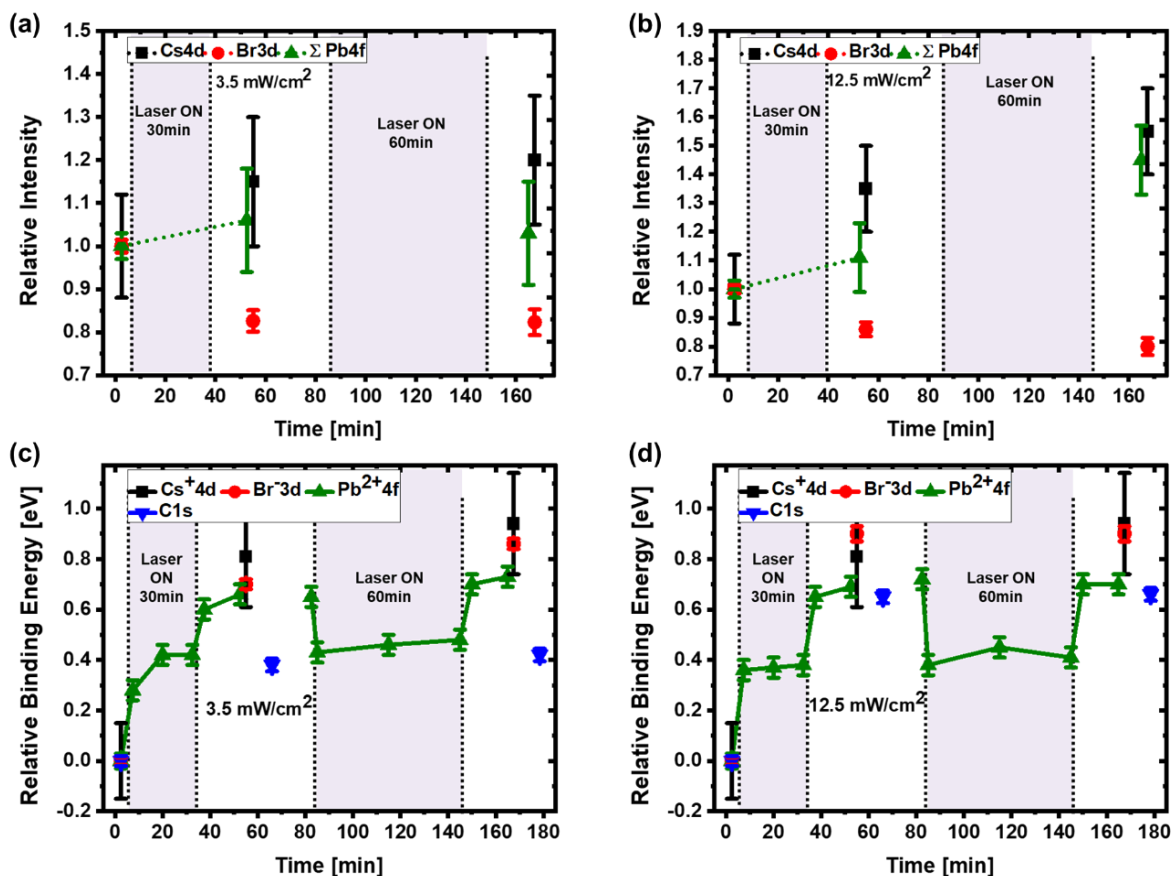 (a)
Cs4d Br3d Σ Pb4f
3.5 mW/cm²
Laser ON
30min
Laser ON
60min
1.5
1.4
1.3
1.2
1.1
1.0
0.9
0.8
0.7
Relative Intensity
0 20 40 60 80 100 120 140 160
Time [min]
(b)
Cs4d Br3d Σ Pb4f
12.5 mW/cm²
Laser ON
30min
Laser ON
60min
1.9
1.8
1.7
1.6
1.5
1.4
1.3
1.2
1.1
1.0
0.9
0.8
0.7
Relative Intensity
0 20 40 60 80 100 120 140 160
Time [min]
(c)
Cs⁺4d Br⁻3d Pb²⁺4f
C1s
Laser
ON
30min
Laser ON
60min
3.5 mW/cm²
1.0
0.8
0.6
0.4
0.2
0.0
-0.2
Relative Binding Energy [eV]
0 20 40 60 80 100 120 140 160 180
Time [min]
(d)
Cs⁺4d Br⁻3d Pb²⁺4f
C1s
Laser
ON
30min
Laser ON
60min
12.5 mW/cm²
1.0
0.8
0.6
0.4
0.2
0.0
-0.2
Relative Binding Energy [eV]
0 20 40 60 80 100 120 140 160 180
Time [min]